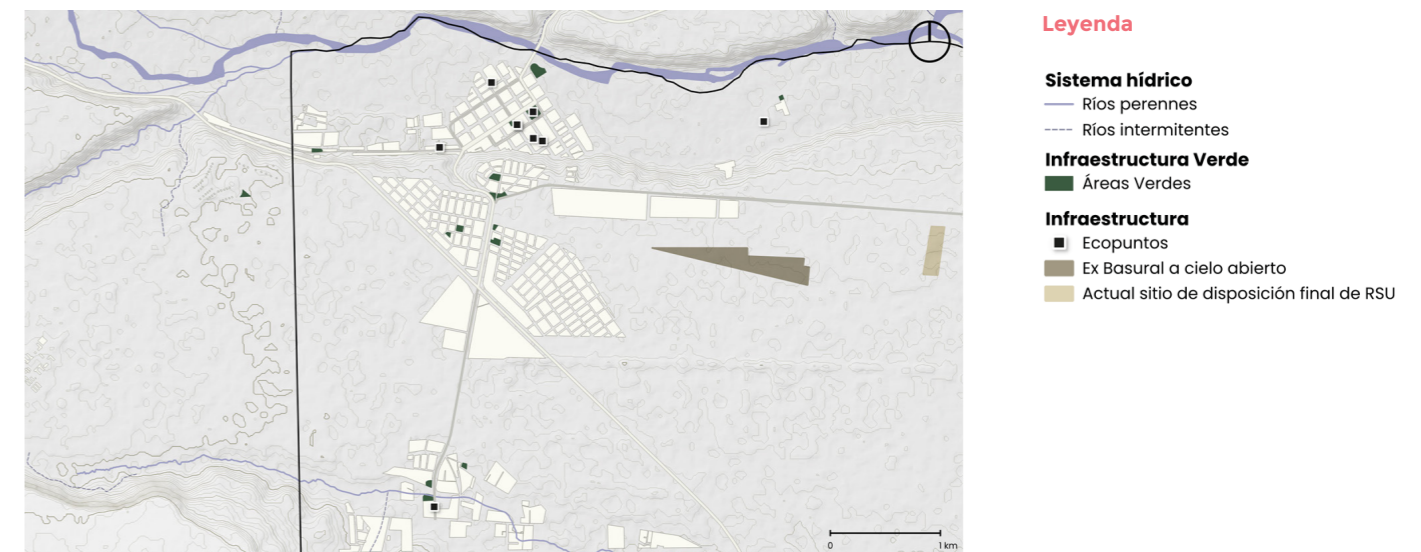 Leyenda
Sistema hídrico
Ríos perennes
Ríos intermitentes
Infraestructura Verde
Áreas Verdes
Infraestructura
Ecopuntos
Ex Basural a cielo abierto
Actual sitio de disposición final de RSU
0 1 km